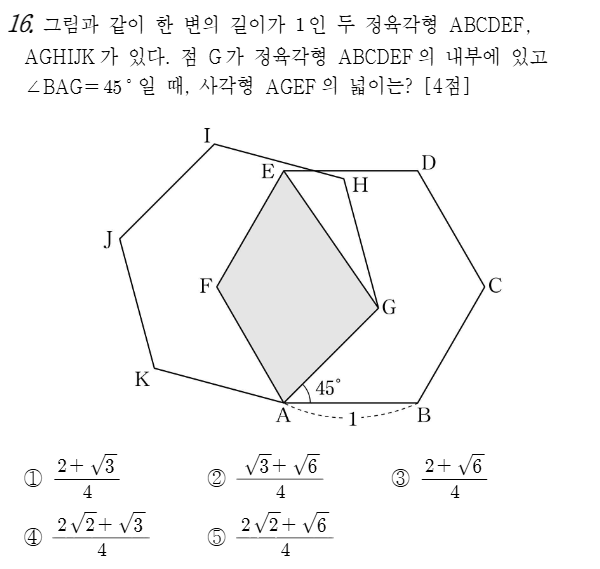 16. 그림과 같이 한 변의 길이가 1인 두 정육각형 ABCDEF,
AGHIJK가 있다. 점 G가 정육각형 ABCDEF의 내부에 있고
∠BAG=45°일 때, 사각형 AGEF의 넓이는? [4점]
I
E
D
H
J
F
C
G
K
45°
A
1
B
① (2+√3)/4 ② (√3+√6)/4 ③ (2+√6)/4
④ (2√2+√3)/4 ⑤ (2√2+√6)/4